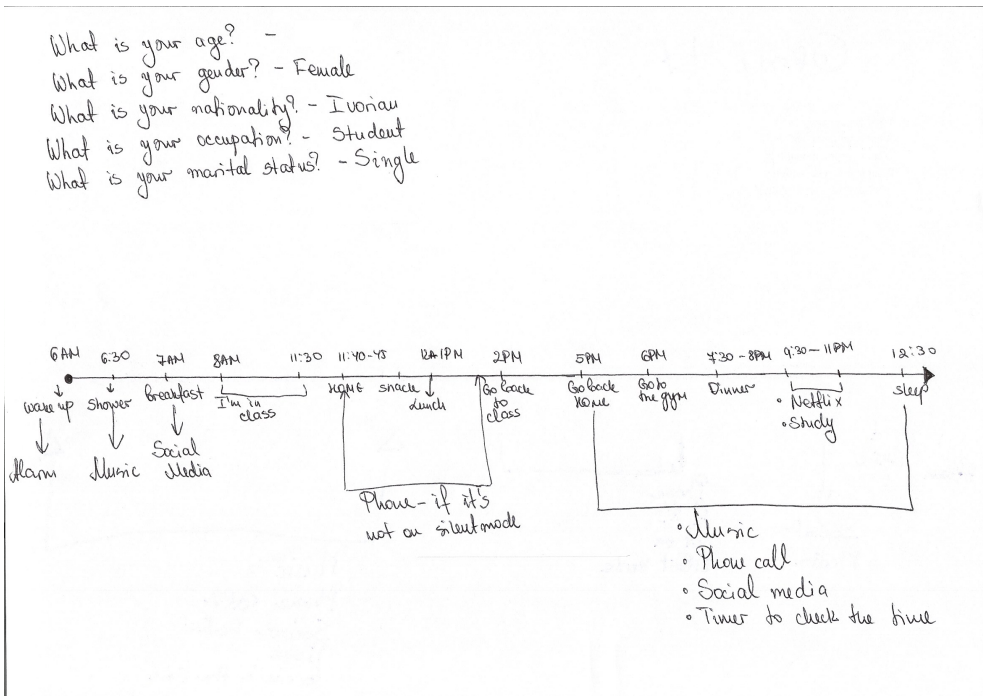 What is your age? -
What is your gender? - Female
What is your nationality? - Ivorian
What is your occupation? - Student
What is your marital status? - Single
6AM 6:30 7AM 8AM 11:30 11:40-45 1PM 2PM 5PM 6PM 7:30 - 8PM 9:30 - 11PM 12:30
wake up shower breakfast I'm in class HOME snack Lunch Go back to class Go back HOME Go to the gym Dinner • Netflix • Study sleep
Alarm Music Social Media
Phone - if it's
not on silent mode
• Music
• Phone call
• Social media
• Timer to check the time